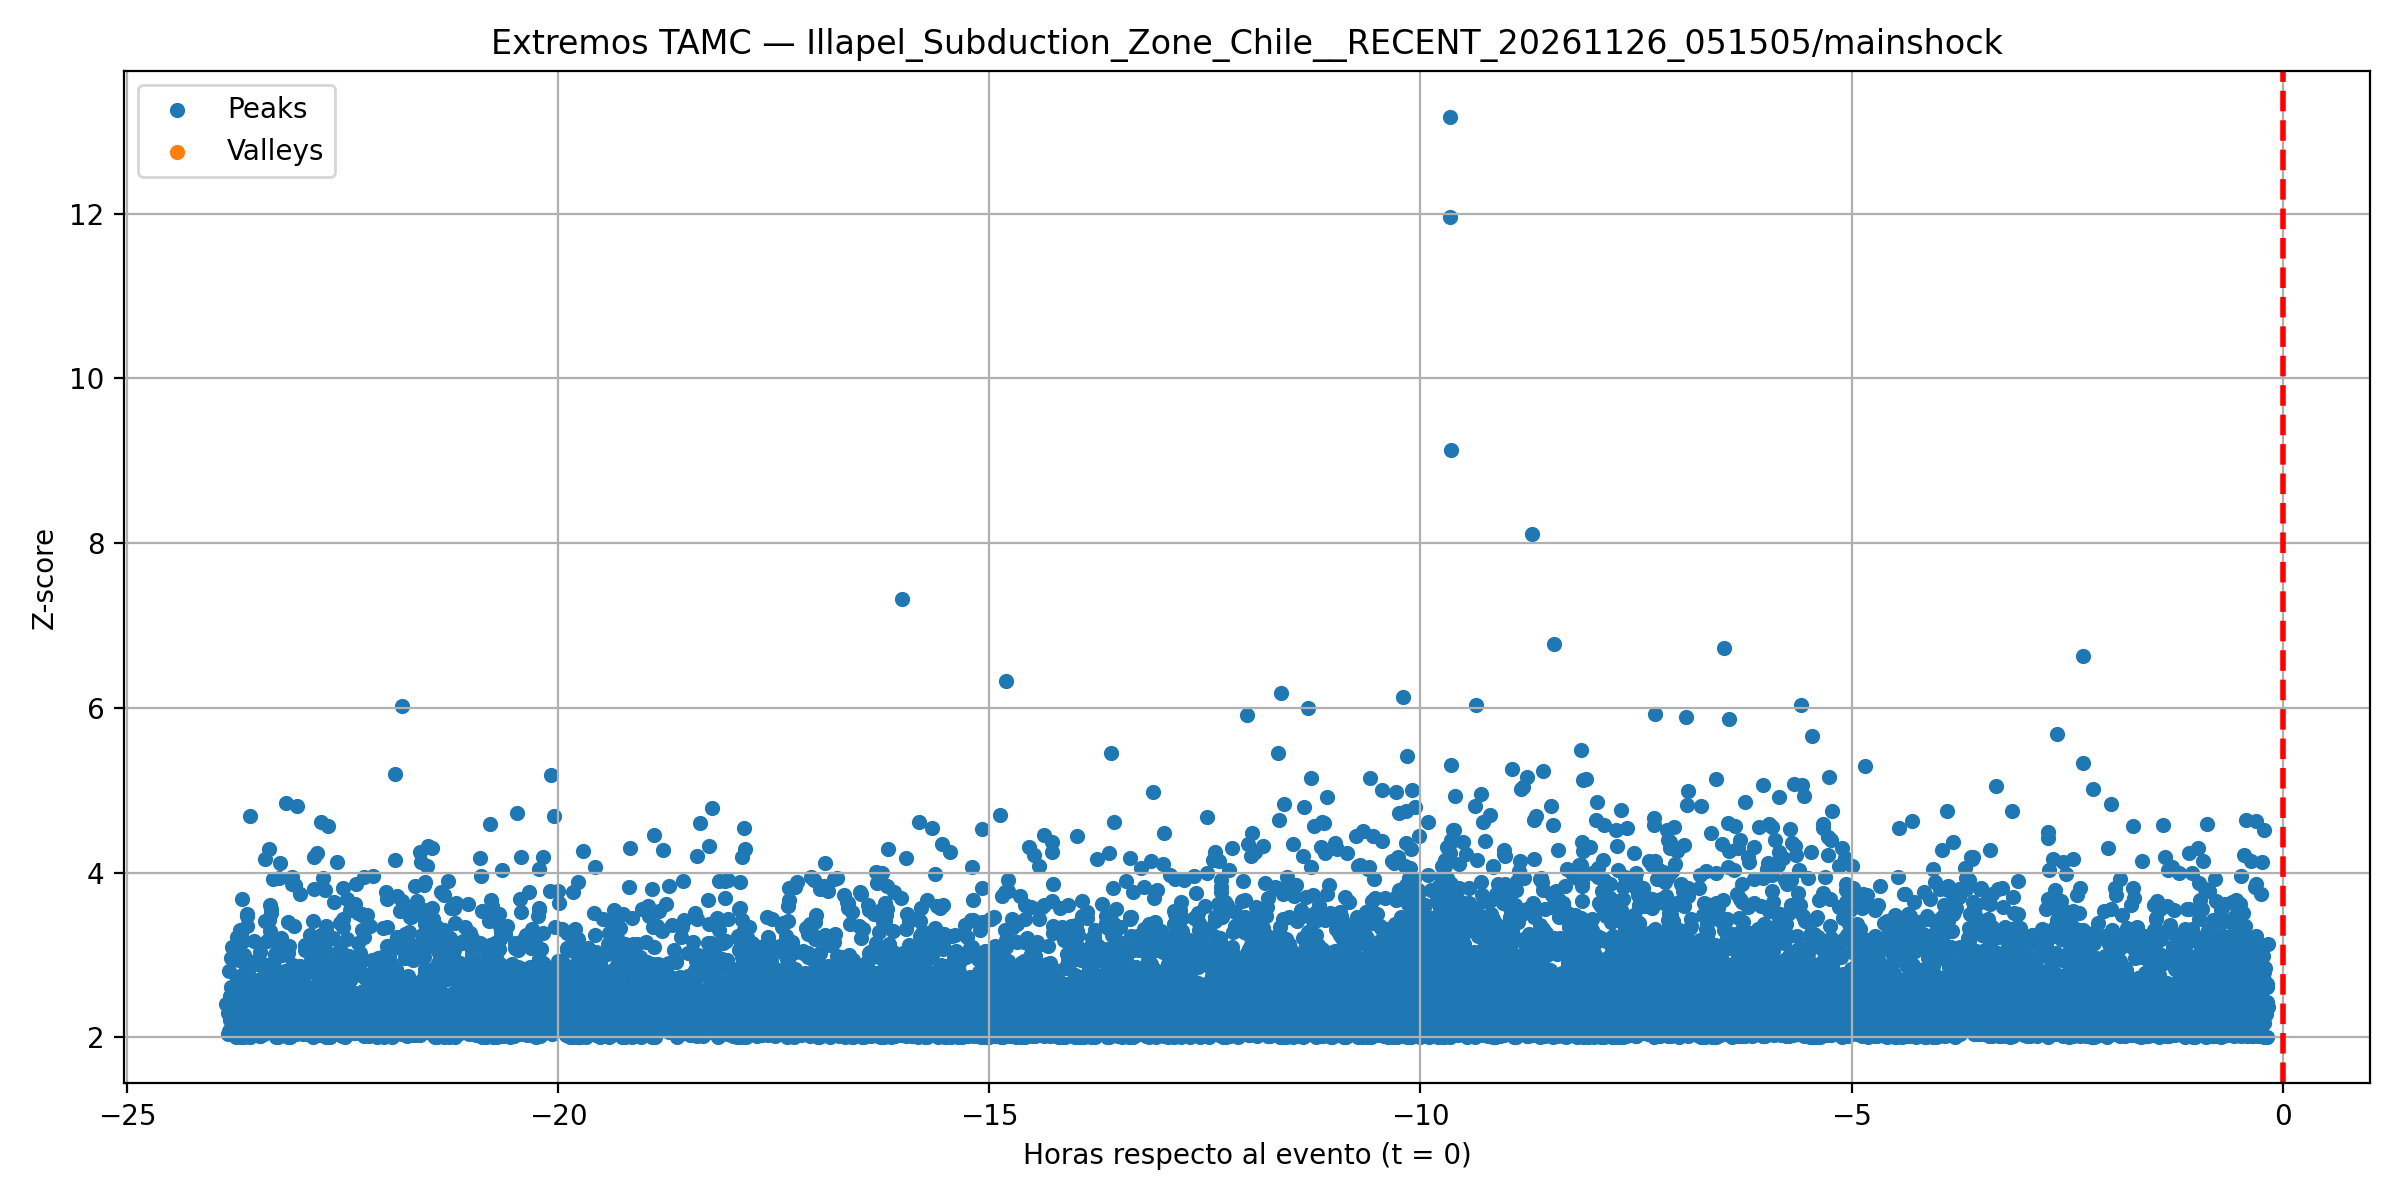 Extremos TAMC — Illapel_Subduction_Zone_Chile__RECENT_20261126_051505/mainshock
Peaks
Valleys
12
10
8
6
4
2
Z-score
−25
−20
−15
−10
−5
0
Horas respecto al evento (t = 0)